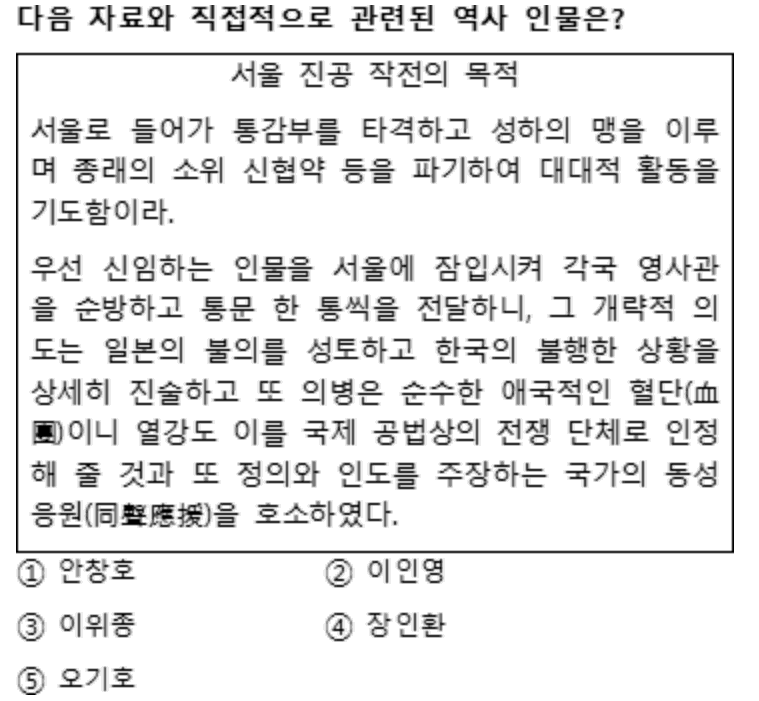 다음 자료와 직접적으로 관련된 역사 인물은?
서울 진공 작전의 목적
서울로 들어가 통감부를 타격하고 성하의 맹을 이루
며 종래의 소위 신협약 등을 파기하여 대대적 활동을
기도함이라.
우선 신임하는 인물을 서울에 잠입시켜 각국 영사관
을 순방하고 통문 한 통씩을 전달하니, 그 개략적 의
도는 일본의 불의를 성토하고 한국의 불행한 상황을
상세히 진술하고 또 의병은 순수한 애국적인 혈단(血
團)이니 열강도 이를 국제 공법상의 전쟁 단체로 인정
해 줄 것과 또 정의와 인도를 주장하는 국가의 동성
응원(同聲應援)을 호소하였다.
① 안창호 ② 이인영
③ 이위종 ④ 장인환
⑤ 오기호